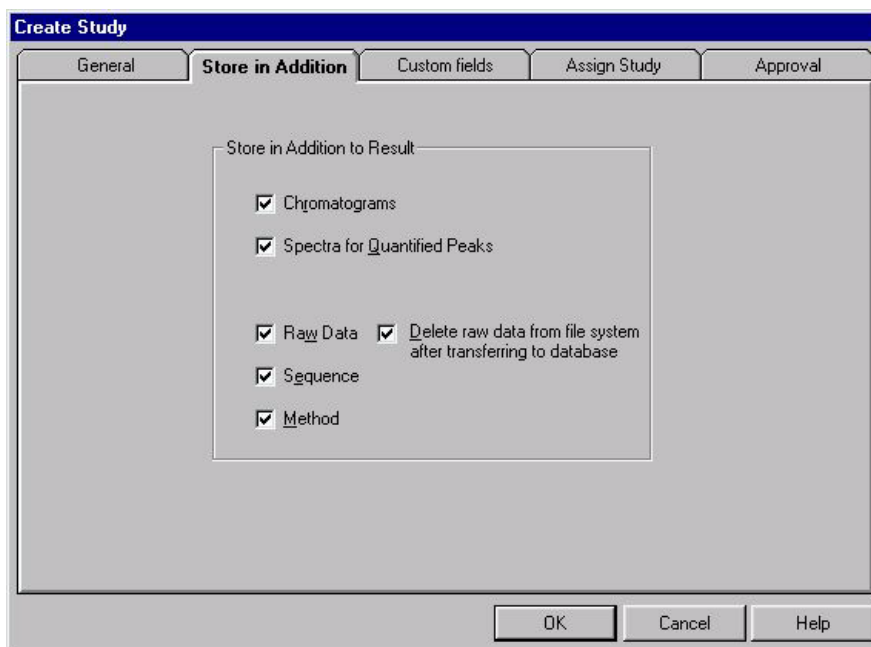 Create Study
General Store in Addition Custom fields Assign Study Approval
Store in Addition to Result
Chromatograms
Spectra for Quantified Peaks
Raw Data Delete raw data from file system
after transferring to database
Sequence
Method
OK Cancel Help